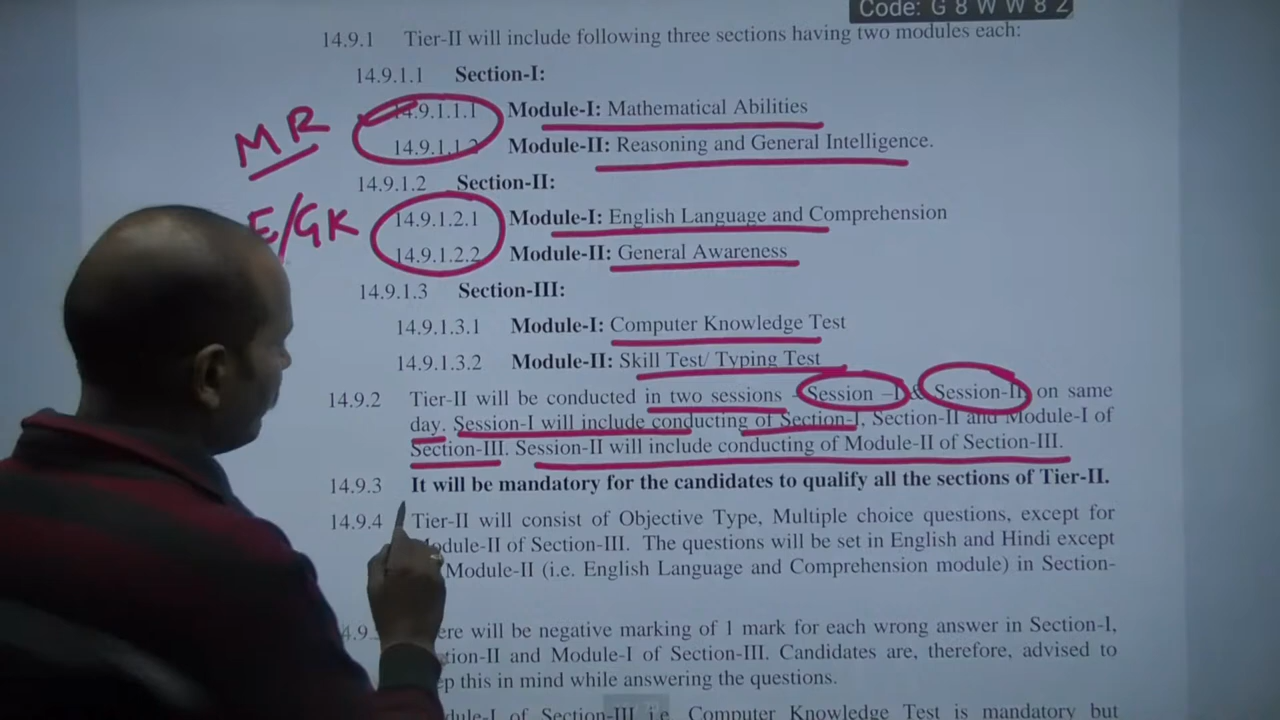 Code: G 8 W W 8 2
14.9.1 Tier-II will include following three sections having two modules each:
14.9.1.1 Section-I:
14.9.1.1.1 Module-I: Mathematical Abilities
14.9.1.1.2 Module-II: Reasoning and General Intelligence.
MR
14.9.1.2 Section-II:
14.9.1.2.1 Module-I: English Language and Comprehension
E/GK
14.9.1.2.2 Module-II: General Awareness
14.9.1.3 Section-III:
14.9.1.3.1 Module-I: Computer Knowledge Test
14.9.1.3.2 Module-II: Skill Test/ Typing Test
14.9.2 Tier-II will be conducted in two sessions - Session –I & Session-II on same
day. Session-I will include conducting of Section-I, Section-II and Module-I of
Section-III. Session-II will include conducting of Module-II of Section-III.
14.9.3 It will be mandatory for the candidates to qualify all the sections of Tier-II.
14.9.4 Tier-II will consist of Objective Type, Multiple choice questions, except for
Module-II of Section-III. The questions will be set in English and Hindi except
Module-II (i.e. English Language and Comprehension module) in Section-
will be negative marking of 1 mark for each wrong answer in Section-I,
and Module-I of Section-III. Candidates are, therefore, advised to
this in mind while answering the questions.
of Section-III i.e. Computer Knowledge Test is mandatory but